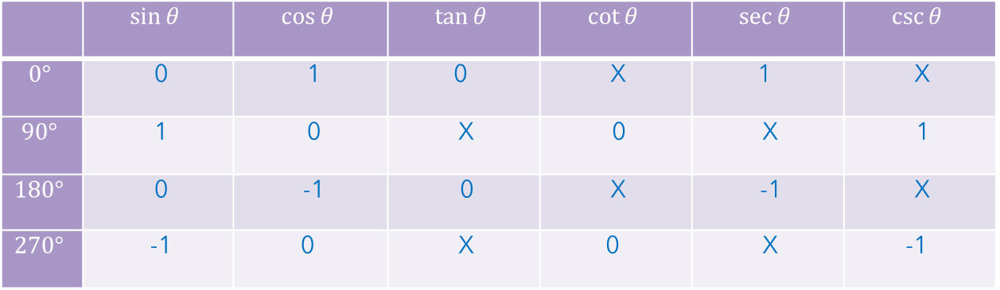 sin θ cos θ tan θ cot θ sec θ csc θ
0° 0 1 0 X 1 X
90° 1 0 X 0 X 1
180° 0 -1 0 X -1 X
270° -1 0 X 0 X -1